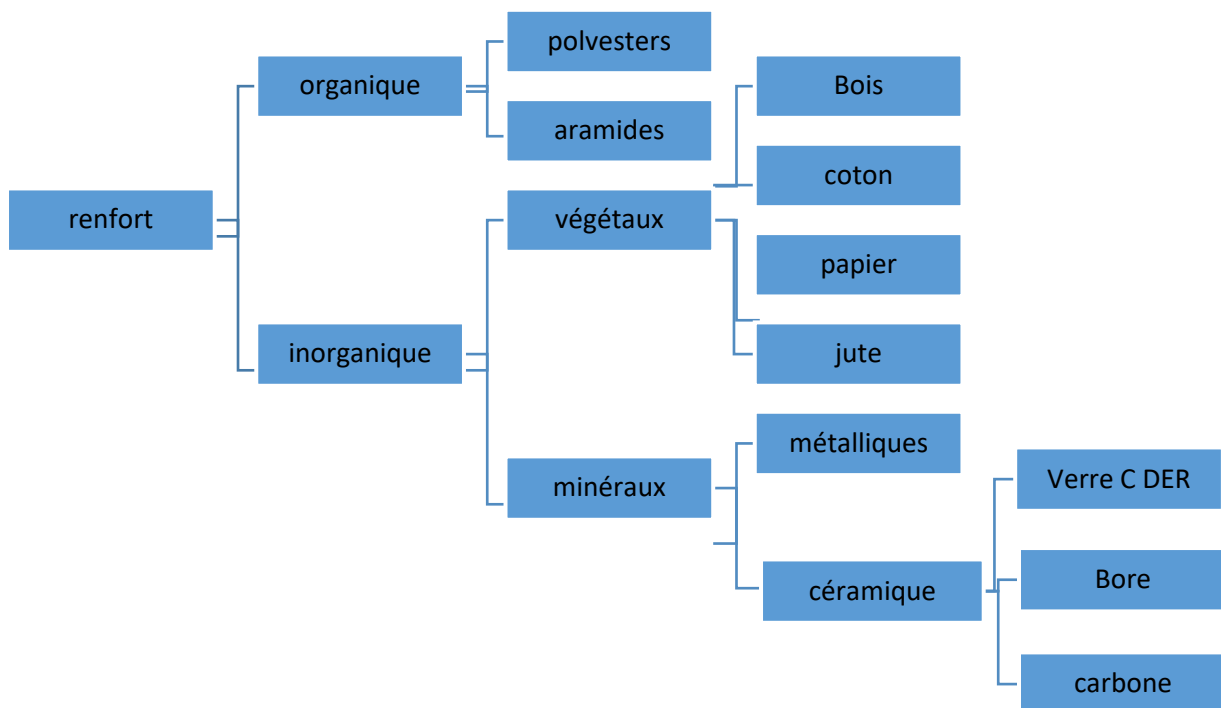 polvesters
organique
Bois
aramides
coton
renfort
végétaux
papier
inorganique
jute
métalliques
minéraux
Verre C DER
Bore
céramique
carbone